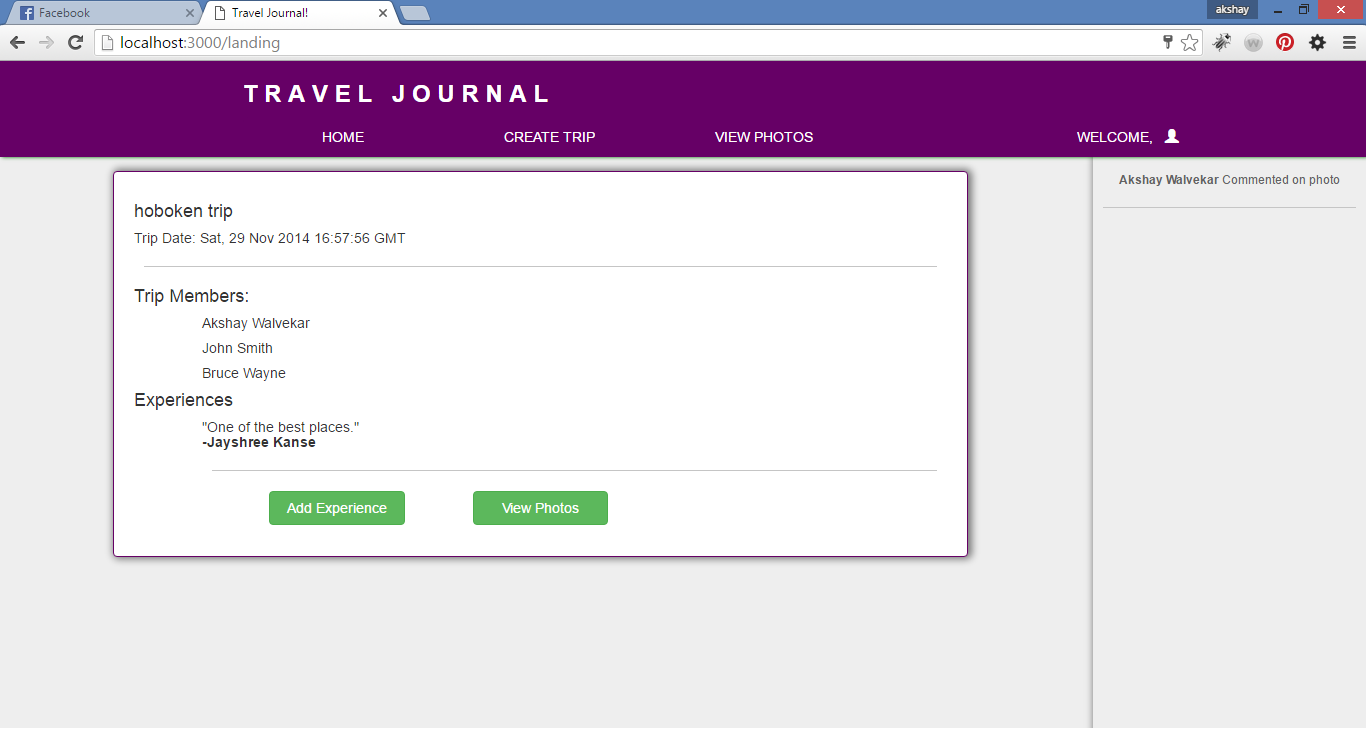 Facebook
Travel Journal!
akshay
localhost:3000/landing
TRAVEL JOURNAL
HOME CREATE TRIP VIEW PHOTOS WELCOME,
hoboken trip
Trip Date: Sat, 29 Nov 2014 16:57:56 GMT
Trip Members:
Akshay Walvekar
John Smith
Bruce Wayne
Experiences
"One of the best places."
-Jayshree Kanse
Add Experience View Photos
Akshay Walvekar Commented on photo